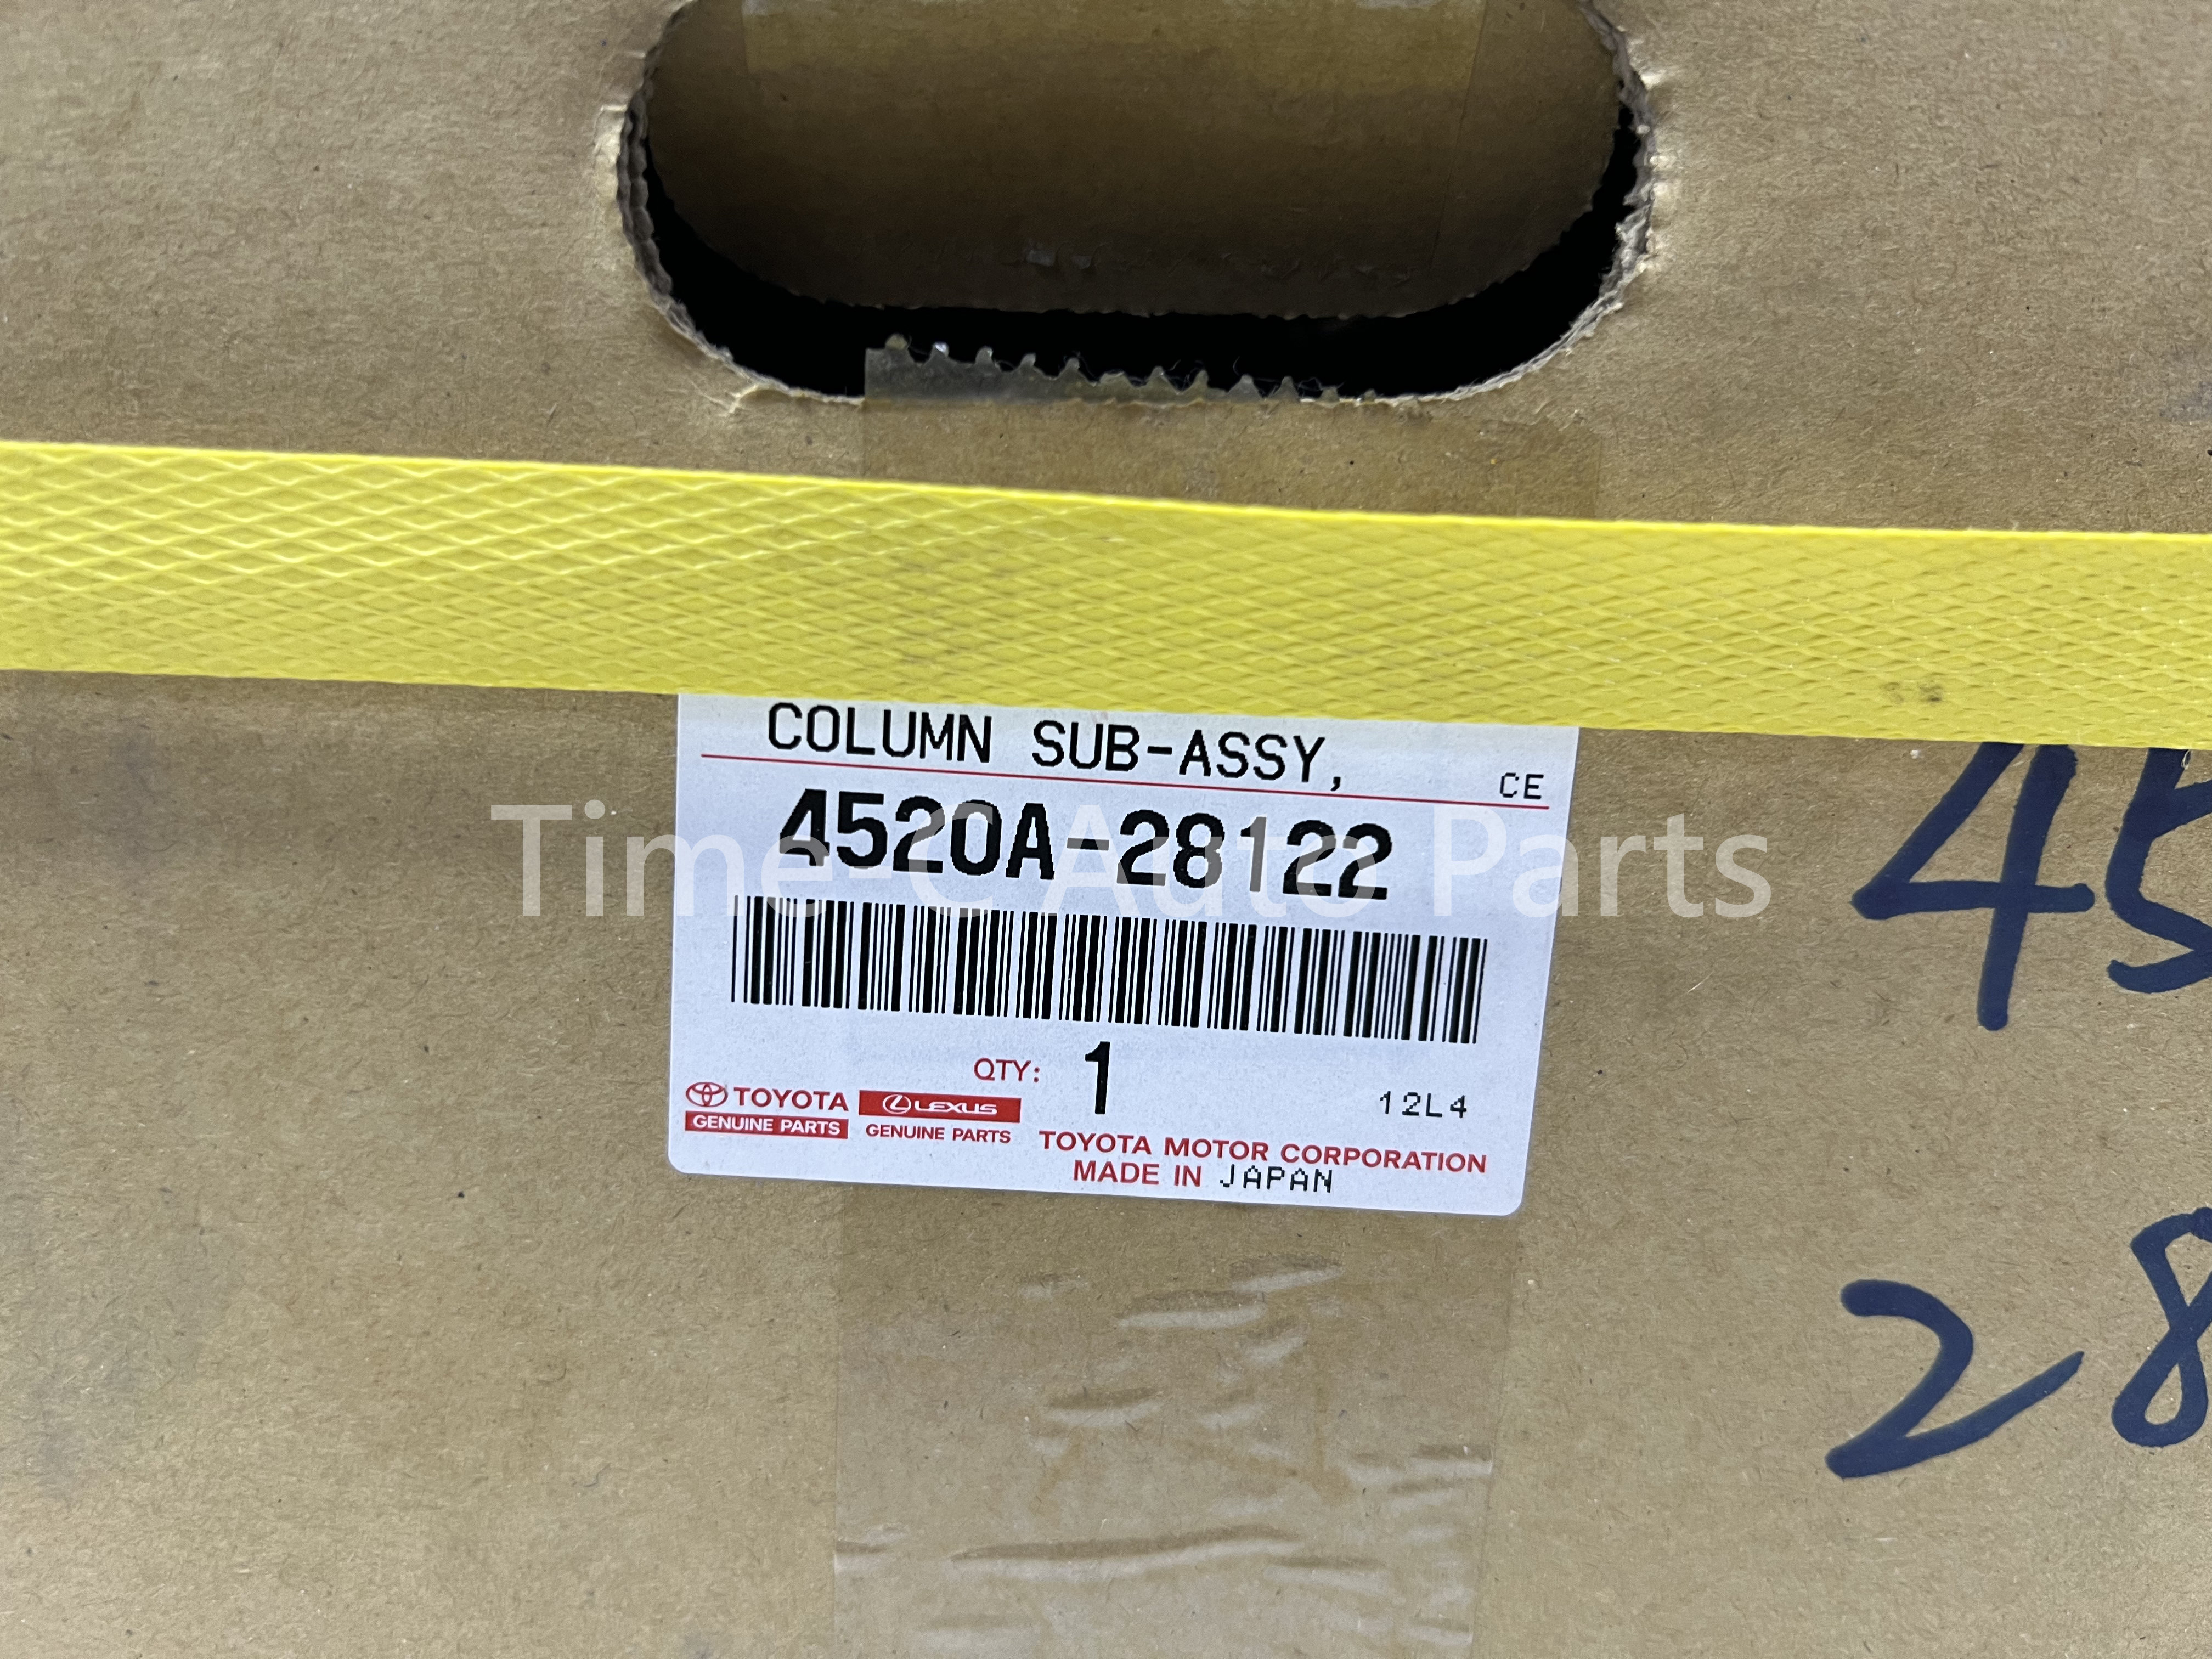 COLUMN SUB-ASSY,
CE
4520A-28122
Time-C Auto Parts
45
QTY: 1
12L4
TOYOTA
GENUINE PARTS
LEXUS
GENUINE PARTS
TOYOTA MOTOR CORPORATION
MADE IN JAPAN
28